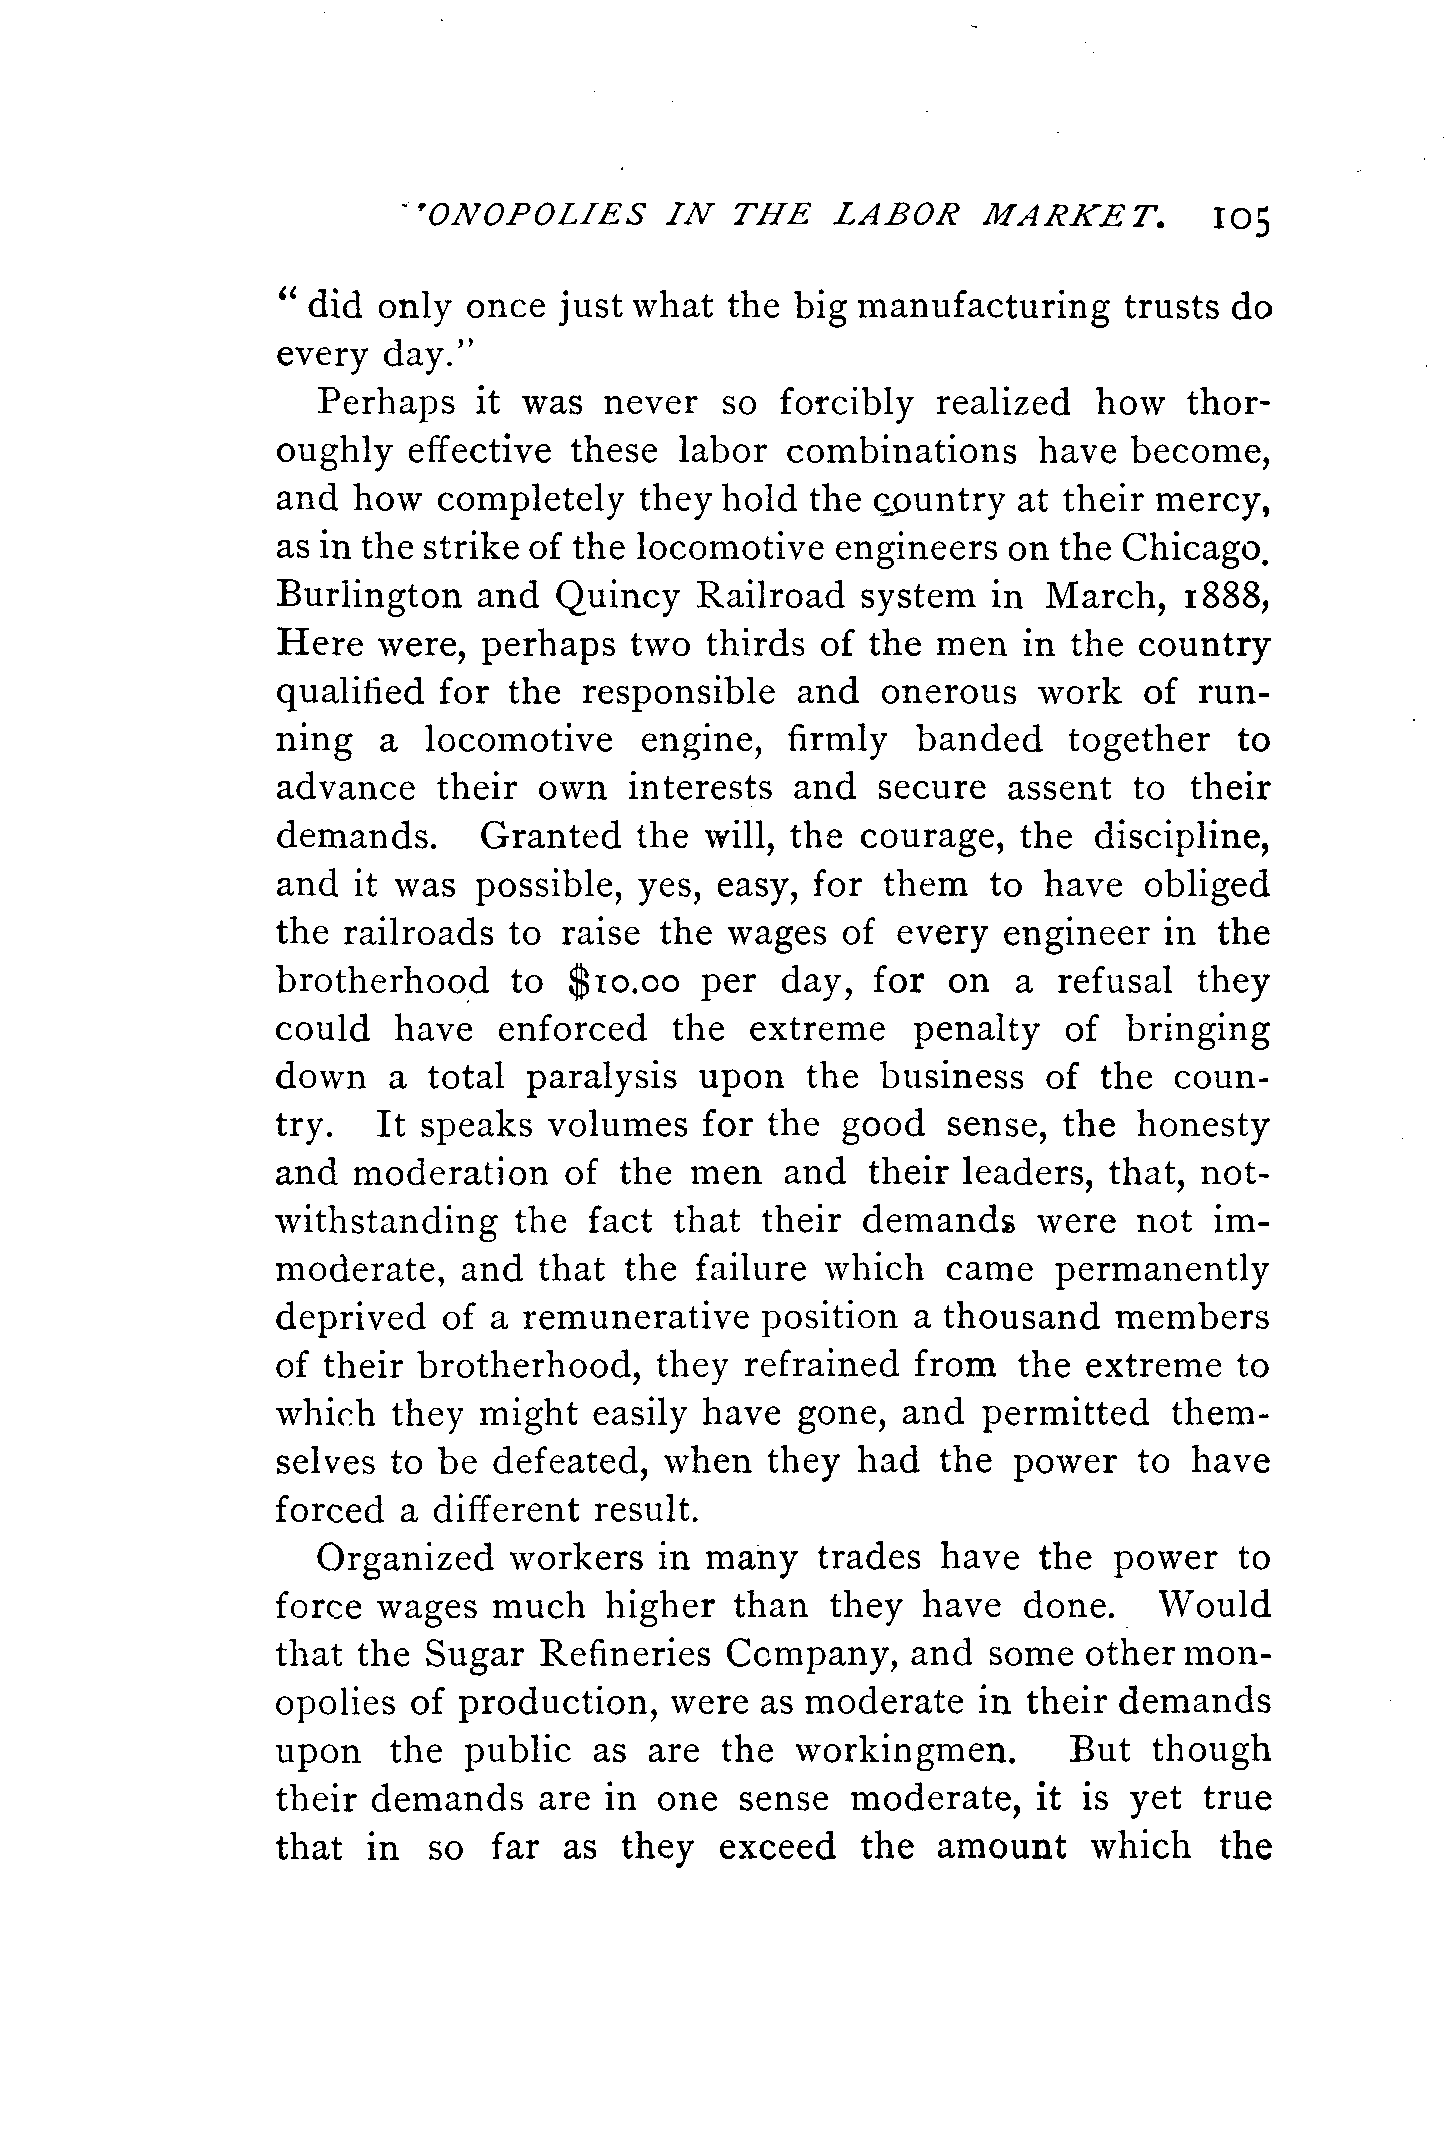 'ONOPOLIES IN THE LABOR MARKET. 105
“ did only once just what the big manufacturing trusts do
every day.”
Perhaps it was never so forcibly realized how thor-
oughly effective these labor combinations have become,
and how completely they hold the country at their mercy,
as in the strike of the locomotive engineers on the Chicago.
Burlington and Quincy Railroad system in March, 1888,
Here were, perhaps two thirds of the men in the country
qualified for the responsible and onerous work of run-
ning a locomotive engine, firmly banded together to
advance their own interests and secure assent to their
demands. Granted the will, the courage, the discipline,
and it was possible, yes, easy, for them to have obliged
the railroads to raise the wages of every engineer in the
brotherhood to $10.00 per day, for on a refusal they
could have enforced the extreme penalty of bringing
down a total paralysis upon the business of the coun-
try. It speaks volumes for the good sense, the honesty
and moderation of the men and their leaders, that, not-
withstanding the fact that their demands were not im-
moderate, and that the failure which came permanently
deprived of a remunerative position a thousand members
of their brotherhood, they refrained from the extreme to
which they might easily have gone, and permitted them-
selves to be defeated, when they had the power to have
forced a different result.
Organized workers in many trades have the power to
force wages much higher than they have done. Would
that the Sugar Refineries Company, and some other mon-
opolies of production, were as moderate in their demands
upon the public as are the workingmen. But though
their demands are in one sense moderate, it is yet true
that in so far as they exceed the amount which the